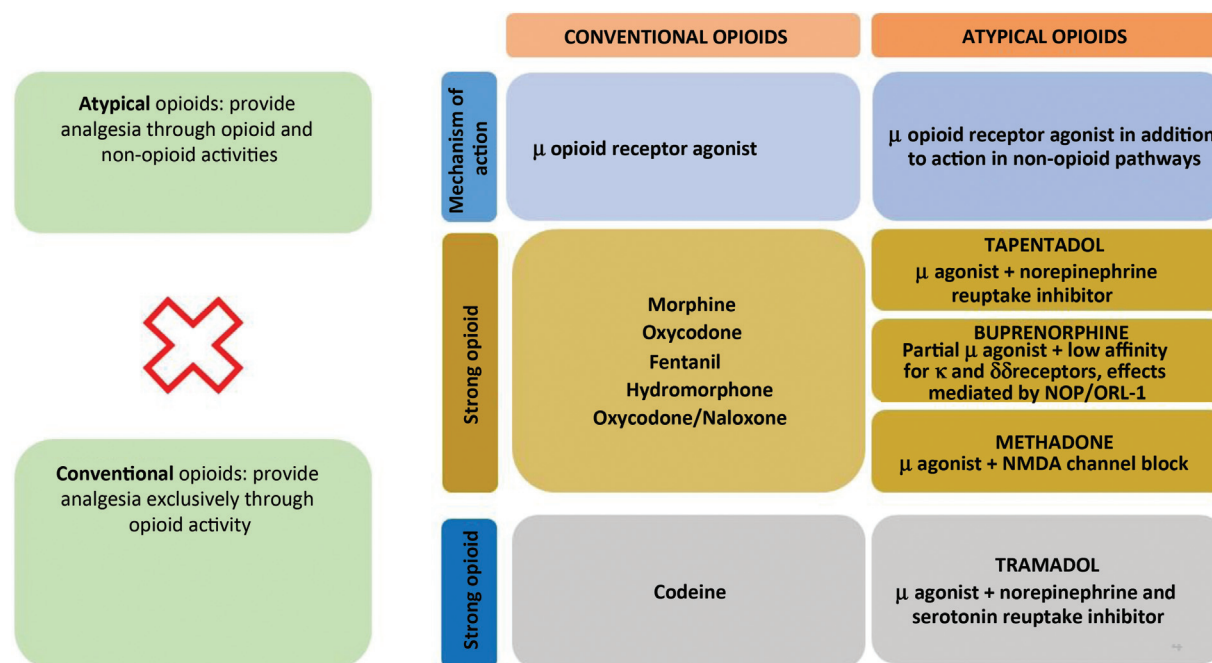 Atypical opioids: provide
analgesia through opioid and
non-opioid activities
Conventional opioids: provide
analgesia exclusively through
opioid activity
CONVENTIONAL OPIOIDS
ATYPICAL OPIOIDS
Mechanism of
action
μ opioid receptor agonist
μ opioid receptor agonist in addition
to action in non-opioid pathways
Strong opioid
Morphine
Oxycodone
Fentanil
Hydromorphone
Oxycodone/Naloxone
TAPENTADOL
μ agonist + norepinephrine
reuptake inhibitor
BUPRENORPHINE
Partial μ agonist + low affinity
for κ and δδreceptors, effects
mediated by NOP/ORL-1
METHADONE
μ agonist + NMDA channel block
Strong opioid
Codeine
TRAMADOL
μ agonist + norepinephrine and
serotonin reuptake inhibitor